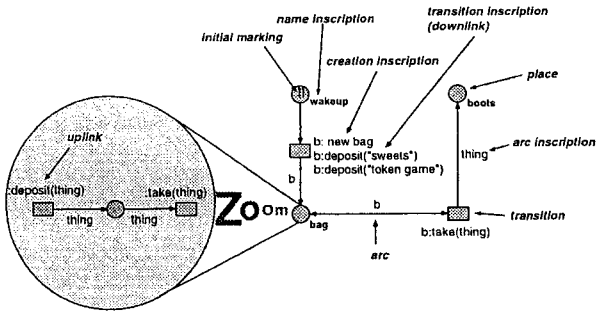 name inscription
transition inscription
(downlink)
initial marking
creation inscription
place
wakeup
boots
uplink
b: new bag
b:deposit("sweets")
b:deposit("token game")
thing
arc inscription
:deposit(thing)
:take(thing)
b
thing
thing
Zoom
b
bag
transition
b:take(thing)
arc